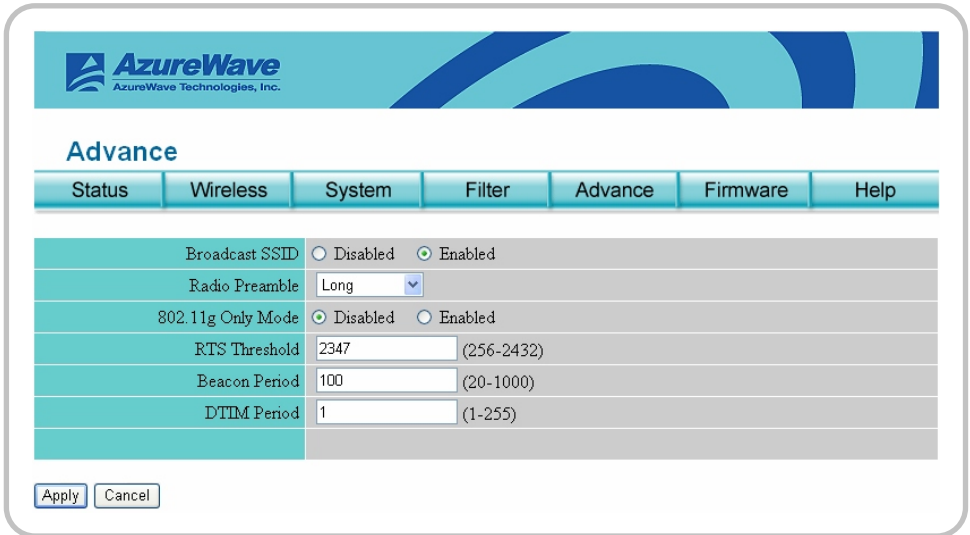 AzureWave
AzureWave Technologies, Inc.
Advance
Status Wireless System Filter Advance Firmware Help
Broadcast SSID Disabled Enabled
Radio Preamble Long
802.11g Only Mode Disabled Enabled
RTS Threshold 2347 (256-2432)
Beacon Period 100 (20-1000)
DTIM Period 1 (1-255)
Apply Cancel